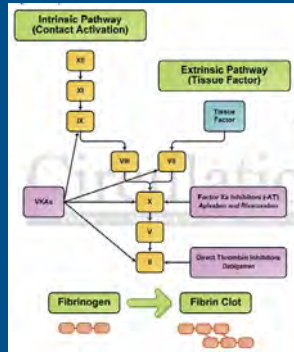 Intrinsic Pathway
(Contact Activation)
XII
Extrinsic Pathway
(Tissue Factor)
XI
IX
Tissue
Factor
VIII
VII
VKAs
X
Factor Xa Inhibitors (-AT)
Apixaban and Rivaroxaban
V
II
Direct Thrombin Inhibitors
Dabigatran
Fibrinogen
Fibrin Clot